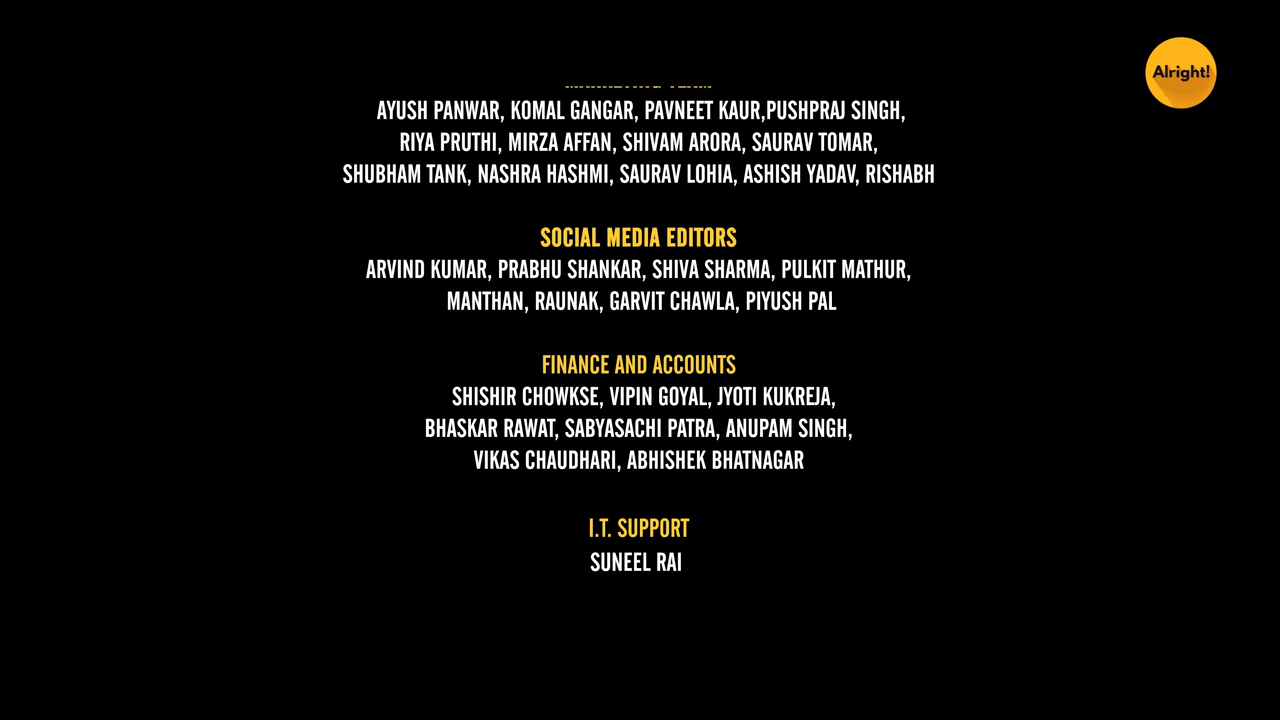 Alright!
AYUSH PANWAR, KOMAL GANGAR, PAVNEET KAUR,PUSHPRAJ SINGH,
RIYA PRUTHI, MIRZA AFFAN, SHIVAM ARORA, SAURAV TOMAR,
SHUBHAM TANK, NASHRA HASHMI, SAURAV LOHIA, ASHISH YADAV, RISHABH
SOCIAL MEDIA EDITORS
ARVIND KUMAR, PRABHU SHANKAR, SHIVA SHARMA, PULKIT MATHUR,
MANTHAN, RAUNAK, GARVIT CHAWLA, PIYUSH PAL
FINANCE AND ACCOUNTS
SHISHIR CHOWKSE, VIPIN GOYAL, JYOTI KUKREJA,
BHASKAR RAWAT, SABYASACHI PATRA, ANUPAM SINGH,
VIKAS CHAUDHARI, ABHISHEK BHATNAGAR
I.T. SUPPORT
SUNEEL RAI